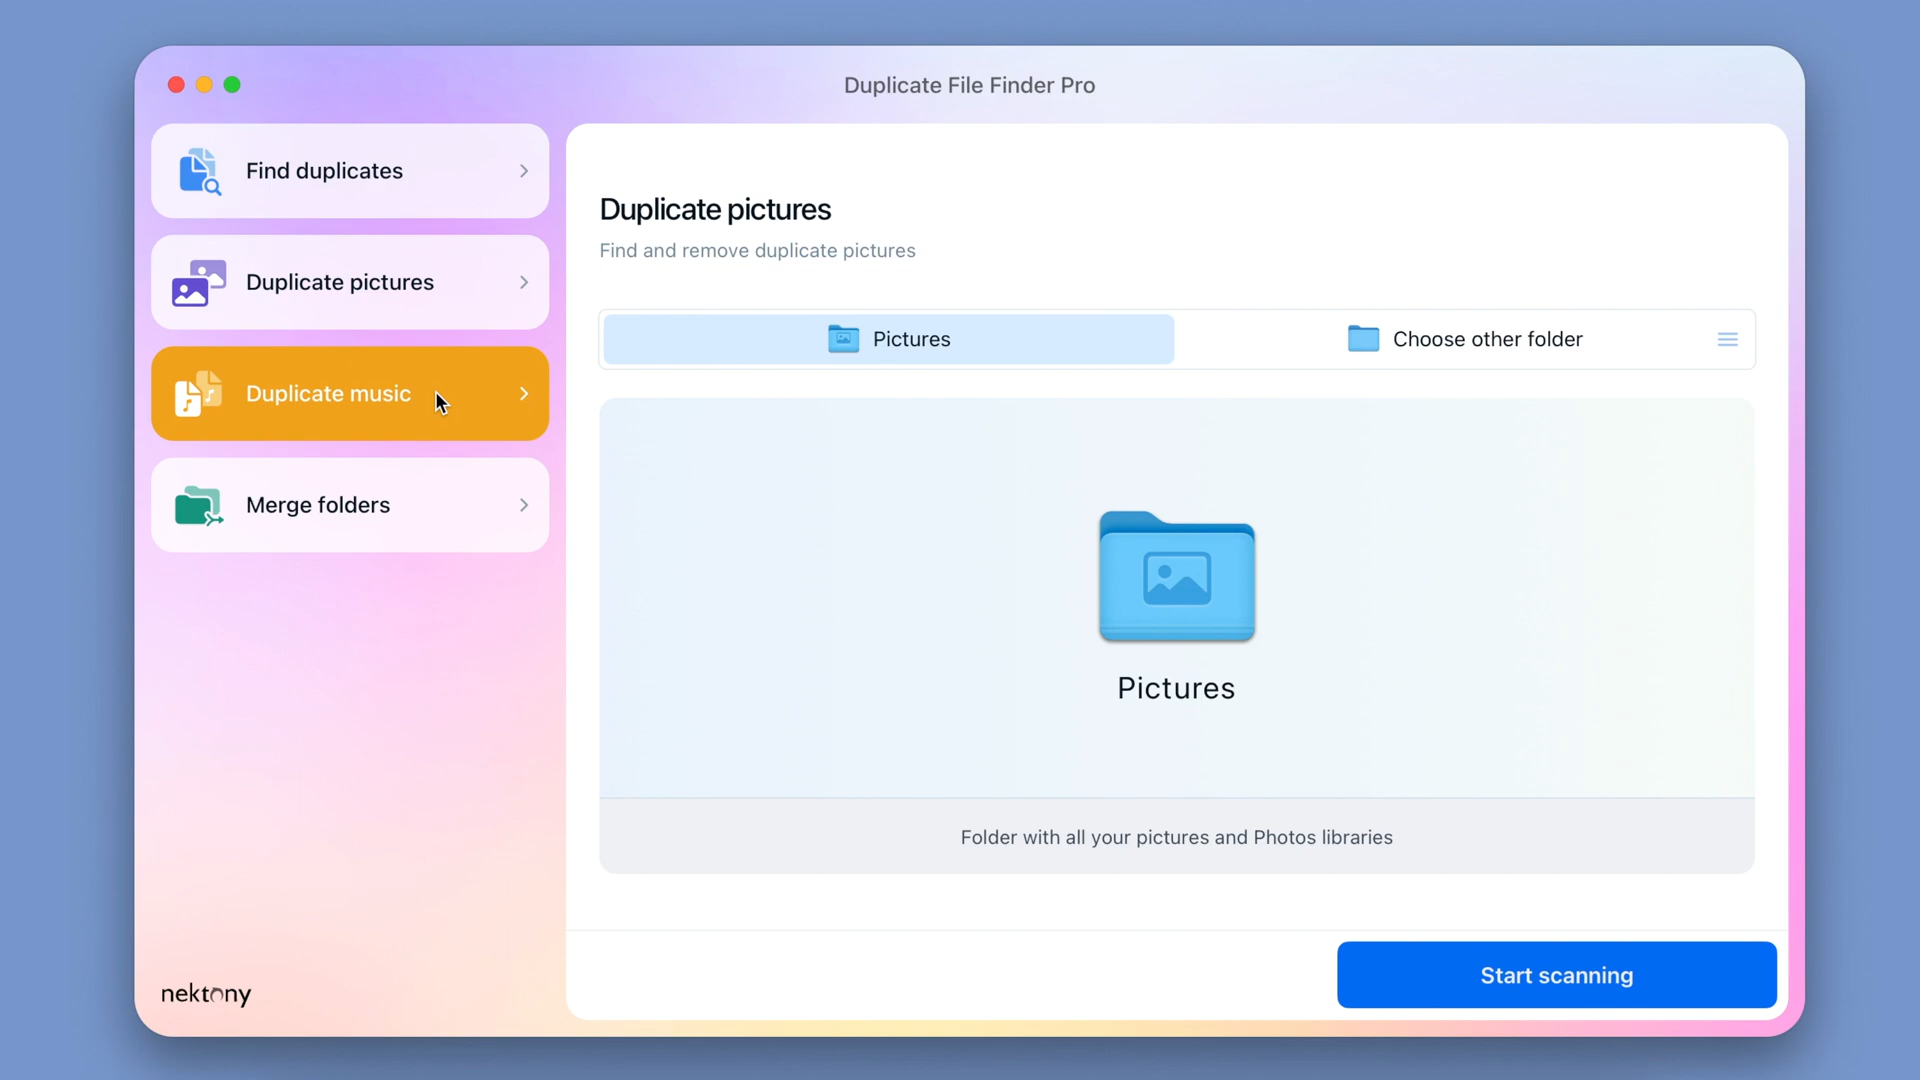 Duplicate File Finder Pro
Find duplicates
Duplicate pictures
Duplicate music
Merge folders
nektony
Duplicate pictures
Find and remove duplicate pictures
Pictures
Choose other folder
Pictures
Folder with all your pictures and Photos libraries
Start scanning